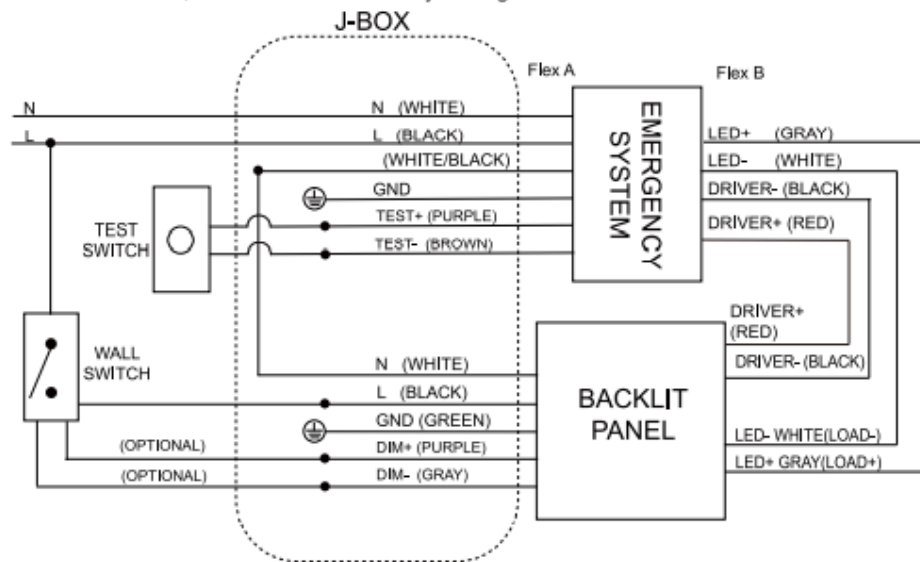 J-BOX
Flex A
Flex B
N
N (WHITE)
L
L (BLACK)
(WHITE/BLACK)
GND
TEST+ (PURPLE)
TEST- (BROWN)
EMERGENCY
SYSTEM
LED+ (GRAY)
LED- (WHITE)
DRIVER- (BLACK)
DRIVER+ (RED)
TEST
SWITCH
WALL
SWITCH
N (WHITE)
L (BLACK)
GND (GREEN)
(OPTIONAL)
DIM+ (PURPLE)
(OPTIONAL)
DIM- (GRAY)
BACKLIT
PANEL
DRIVER+
(RED)
DRIVER- (BLACK)
LED- WHITE(LOAD-)
LED+ GRAY(LOAD+)